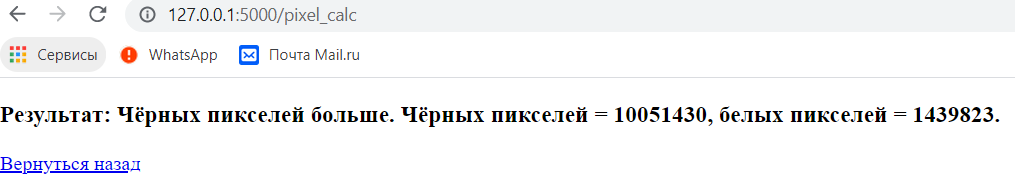 127.0.0.1:5000/pixel_calc
Сервисы WhatsApp Почта Mail.ru
Результат: Чёрных пикселей больше. Чёрных пикселей = 10051430, белых пикселей = 1439823.
Вернуться назад